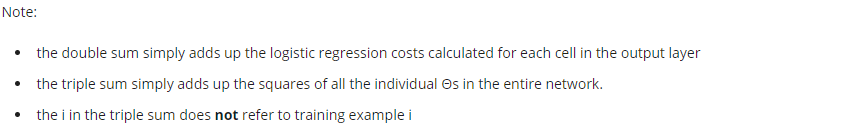 Note:
• the double sum simply adds up the logistic regression costs calculated for each cell in the output layer
• the triple sum simply adds up the squares of all the individual Θs in the entire network.
• the i in the triple sum does not refer to training example i